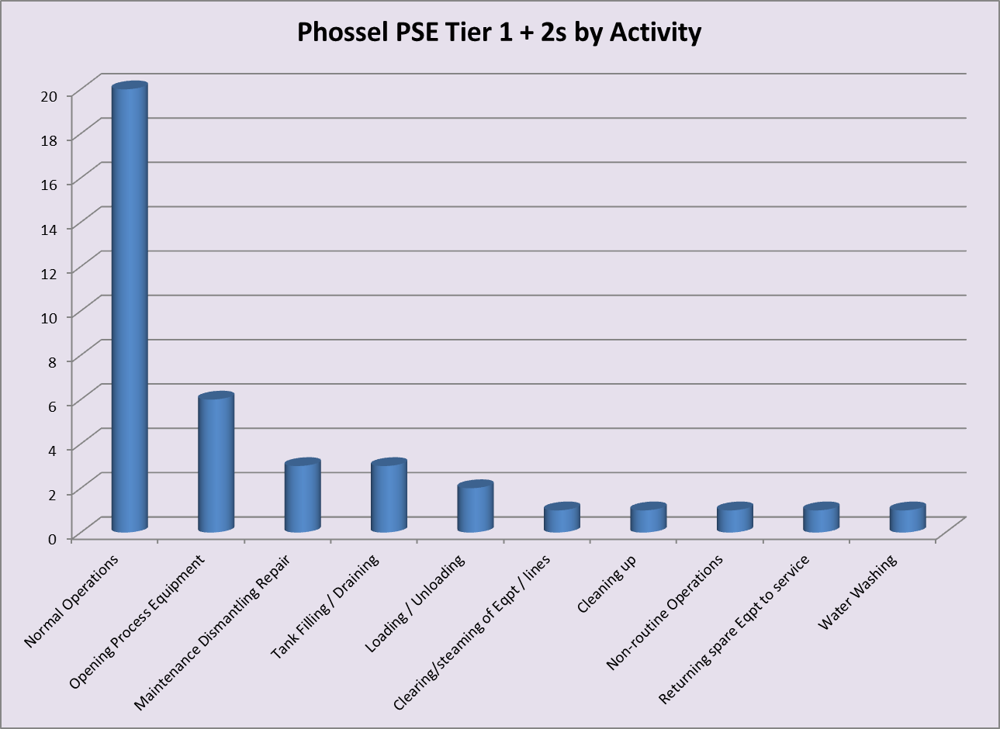 Phossel PSE Tier 1 + 2s by Activity
20
18
16
14
12
10
8
6
4
2
0
Normal Operations
Opening Process Equipment
Maintenance Dismantling Repair
Tank Filling / Draining
Loading / Unloading
Clearing/steaming of Eqpt / lines
Cleaning up
Non-routine Operations
Returning spare Eqpt to service
Water Washing